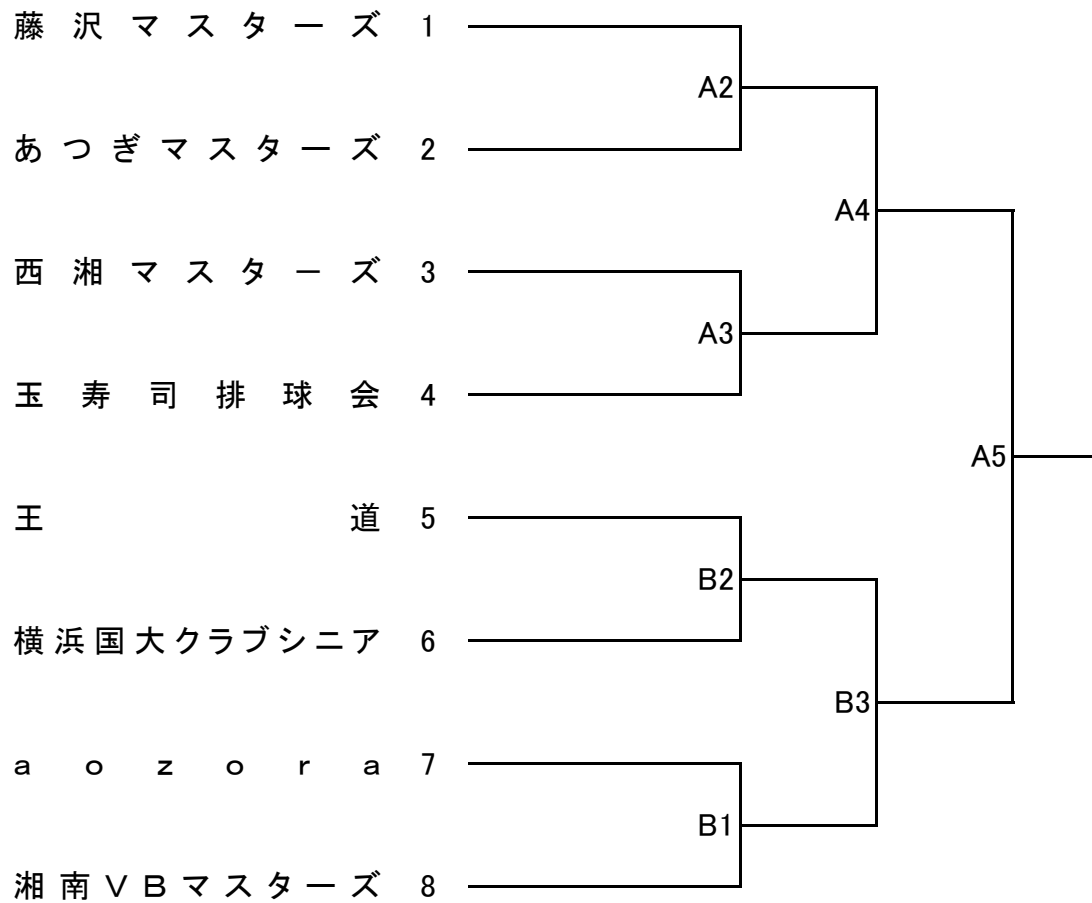 藤沢マスターズ 1
A2
あつぎマスターズ 2
A4
西湘マスターズ 3
A3
玉寿司排球会 4
A5
王道 5
B2
横浜国大クラブシニア 6
B3
aozora 7
B1
湘南VBマスターズ 8